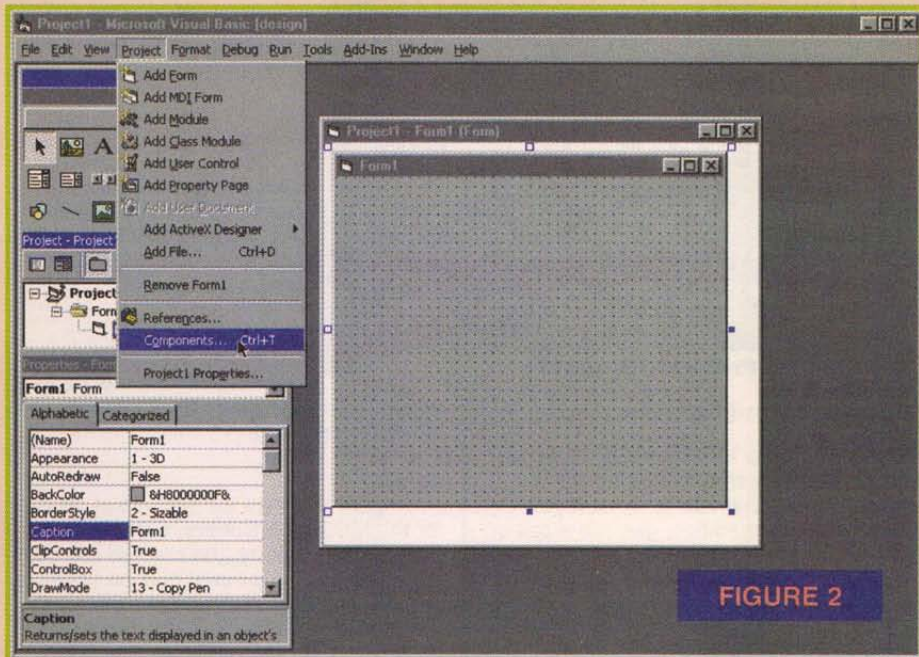 Project1 - Microsoft Visual Basic [design]
File Edit View Project Format Debug Run Tools Add-Ins Window Help
Add Form
Add MDI Form
Add Module
Add Class Module
Add User Control
Add Property Page
Add User Document
Add ActiveX Designer
Add File... Ctrl+D
Remove Form1
References...
Components... Ctrl+T
Project1 Properties...
A
Project - Project
Project
Form
Project1 - Form1 (Form)
Form1
Properties - Form
Form1 Form
Alphabetic Categorized
(Name) Form1
Appearance 1 - 3D
AutoRedraw False
BackColor &H8000000F&
BorderStyle 2 - Sizable
Caption Form1
ClipControls True
ControlBox True
DrawMode 13 - Copy Pen
Caption
Returns/sets the text displayed in an object's
FIGURE 2